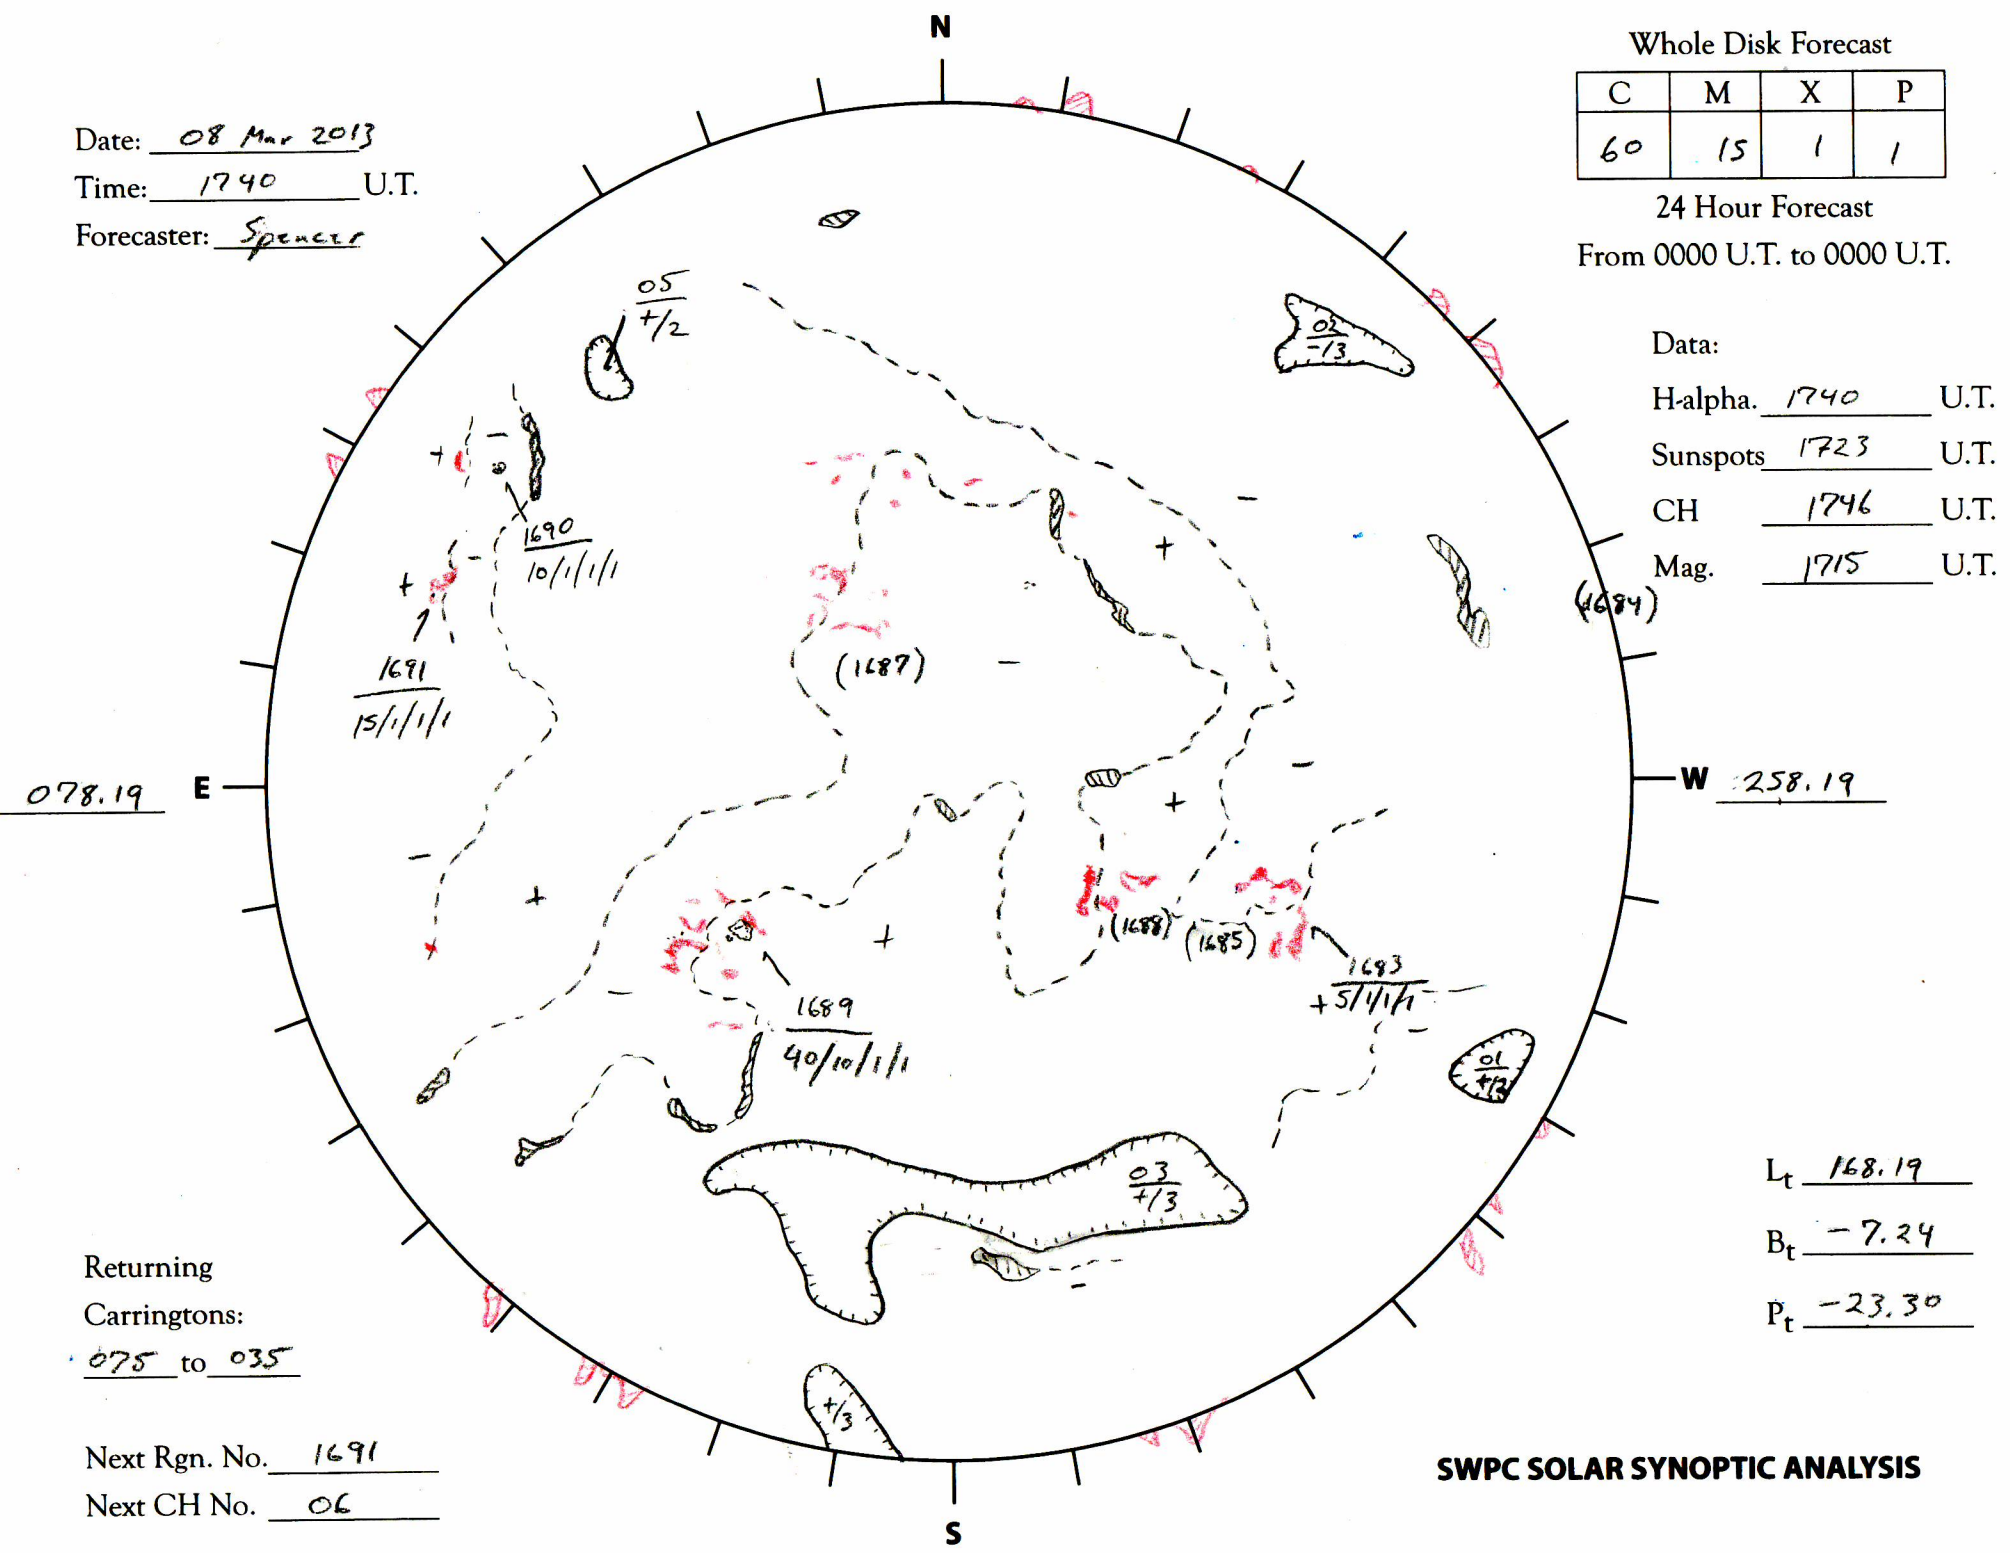 N
Whole Disk Forecast
C M X P
60 15 1 1
24 Hour Forecast
From 0000 U.T. to 0000 U.T.
Date: 08 Mar 2013
Time: 1740 U.T.
Forecaster: Spencer
Data:
H-alpha. 1740 U.T.
Sunspots 1723 U.T.
CH 1746 U.T.
Mag. 1715 U.T.
05
+/2
02
-/3
1690
10/1/1/1
(1684)
1691
15/1/1/1
(1687)
078.19 E
W 258.19
(1688) (1685)
1683
5/1/1/1
1689
40/10/1/1
01
+/2
03
+/3
+/3
Lt 168.19
Bt -7.24
Pt -23.30
Returning
Carringtons:
075 to 035
Next Rgn. No. 1691
Next CH No. 06
SWPC SOLAR SYNOPTIC ANALYSIS
S